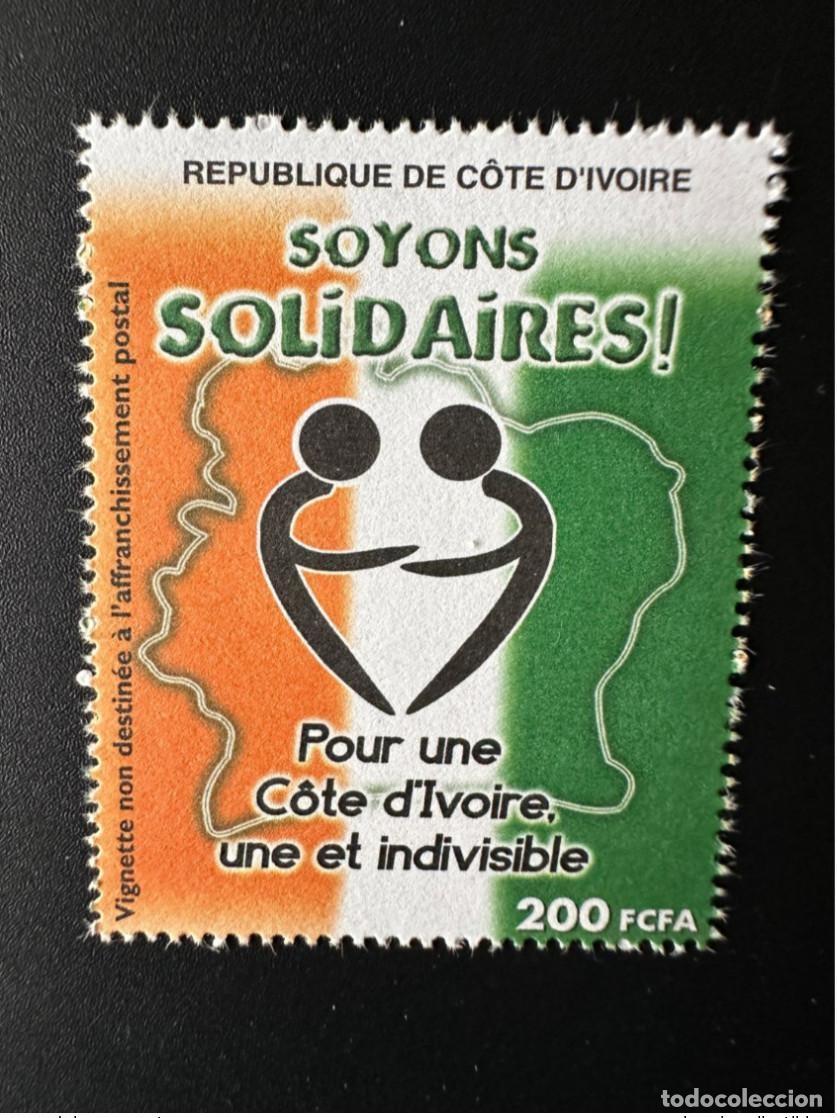 REPUBLIQUE DE CÔTE D'IVOIRE
SOYONS
SOLiDAiRES!
Vignette non destinée à l'affranchissement postal
Pour une
Côte d'Ivoire,
une et indivisible
200 FCFA
todocoleccion